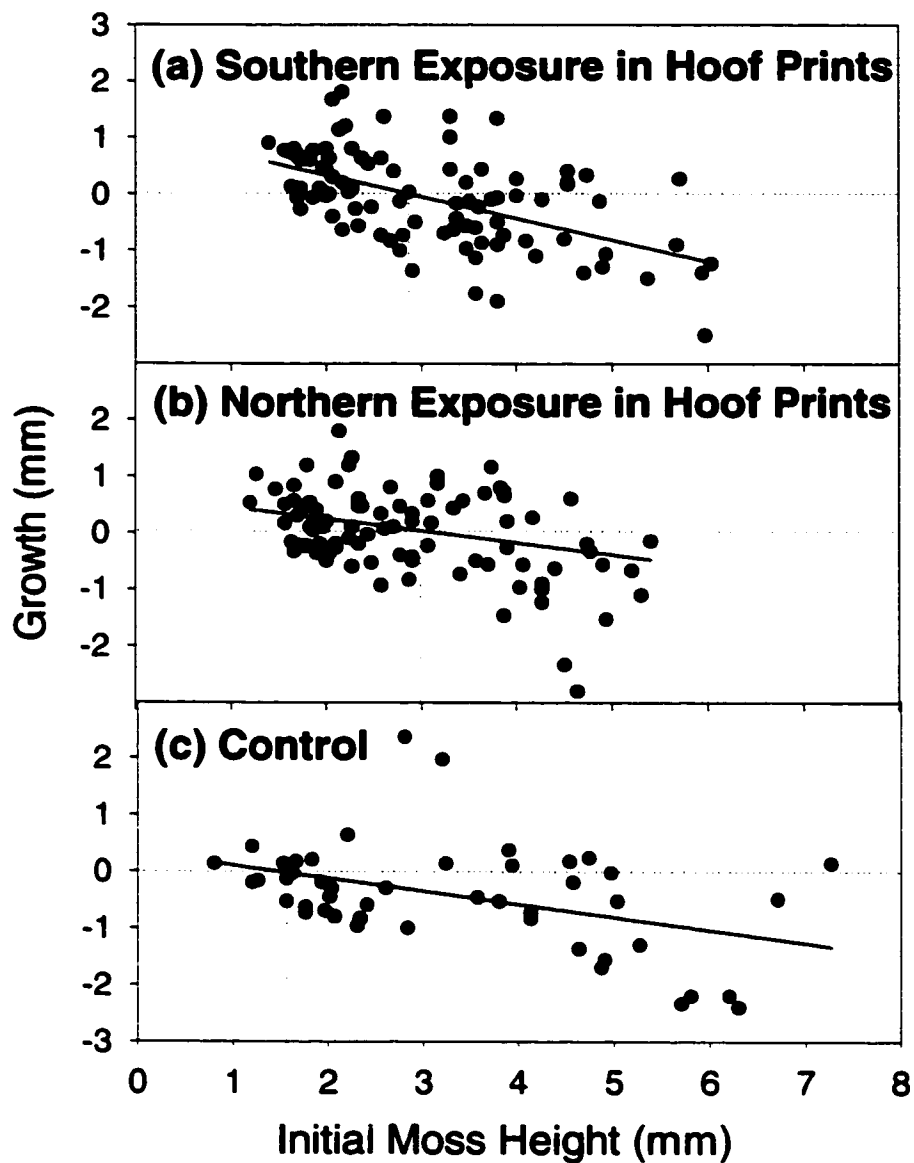 3
(a) Southern Exposure in Hoof Prints
2
1
0
-1
-2
(b) Northern Exposure in Hoof Prints
2
1
0
-1
-2
Growth (mm)
(c) Control
2
1
0
-1
-2
-3
0 1 2 3 4 5 6 7 8
Initial Moss Height (mm)